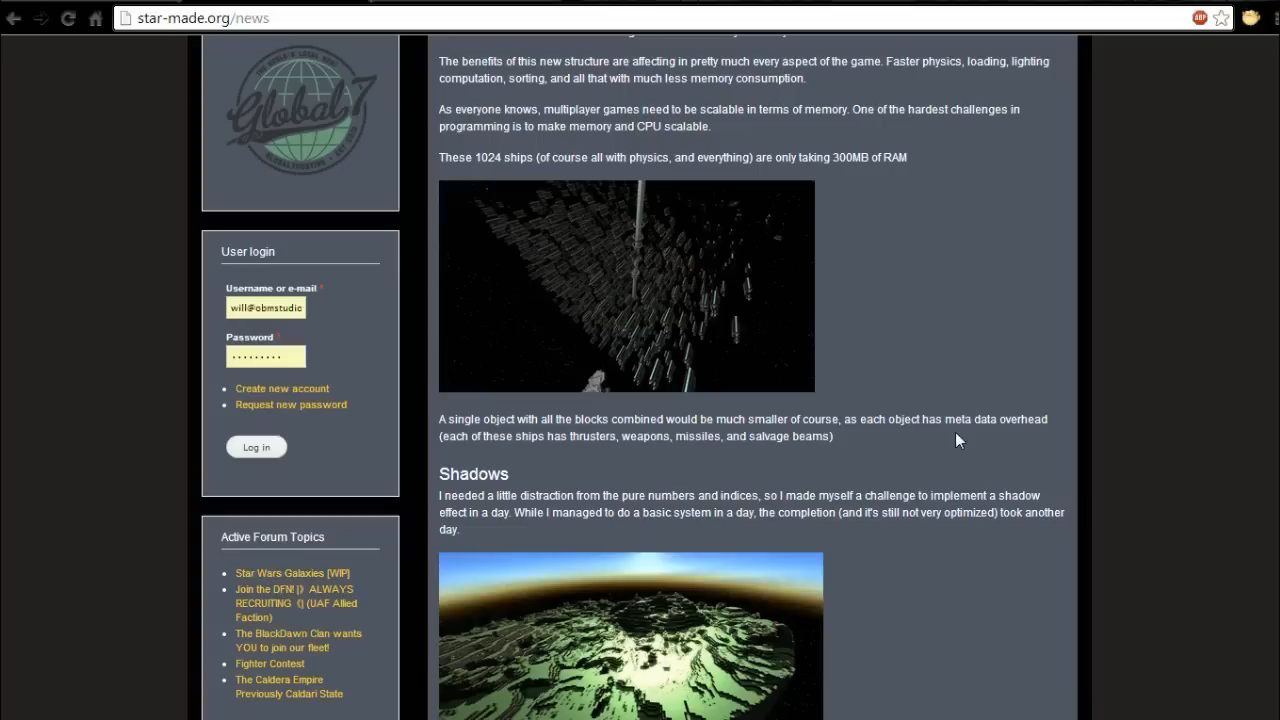 star-made.org/news
ABP
Global 7
The benefits of this new structure are affecting in pretty much every aspect of the game. Faster physics, loading, lighting
computation, sorting, and all that with much less memory consumption.
As everyone knows, multiplayer games need to be scalable in terms of memory. One of the hardest challenges in
programming is to make memory and CPU scalable.
These 1024 ships (of course all with physics, and everything) are only taking 300MB of RAM
User login
Username or e-mail *
will@obmstudic
Password *
Create new account
Request new password
Log in
A single object with all the blocks combined would be much smaller of course, as each object has meta data overhead
(each of these ships has thrusters, weapons, missiles, and salvage beams)
Shadows
I needed a little distraction from the pure numbers and indices, so I made myself a challenge to implement a shadow
effect in a day. While I managed to do a basic system in a day, the completion (and it's still not very optimized) took another
day.
Active Forum Topics
Star Wars Galaxies [WIP]
Join the DFN! |》 ALWAYS
RECRUITING 《| (UAF Allied
Faction)
The BlackDawn Clan wants
YOU to join our fleet!
Fighter Contest
The Caldera Empire
Previously Caldari State